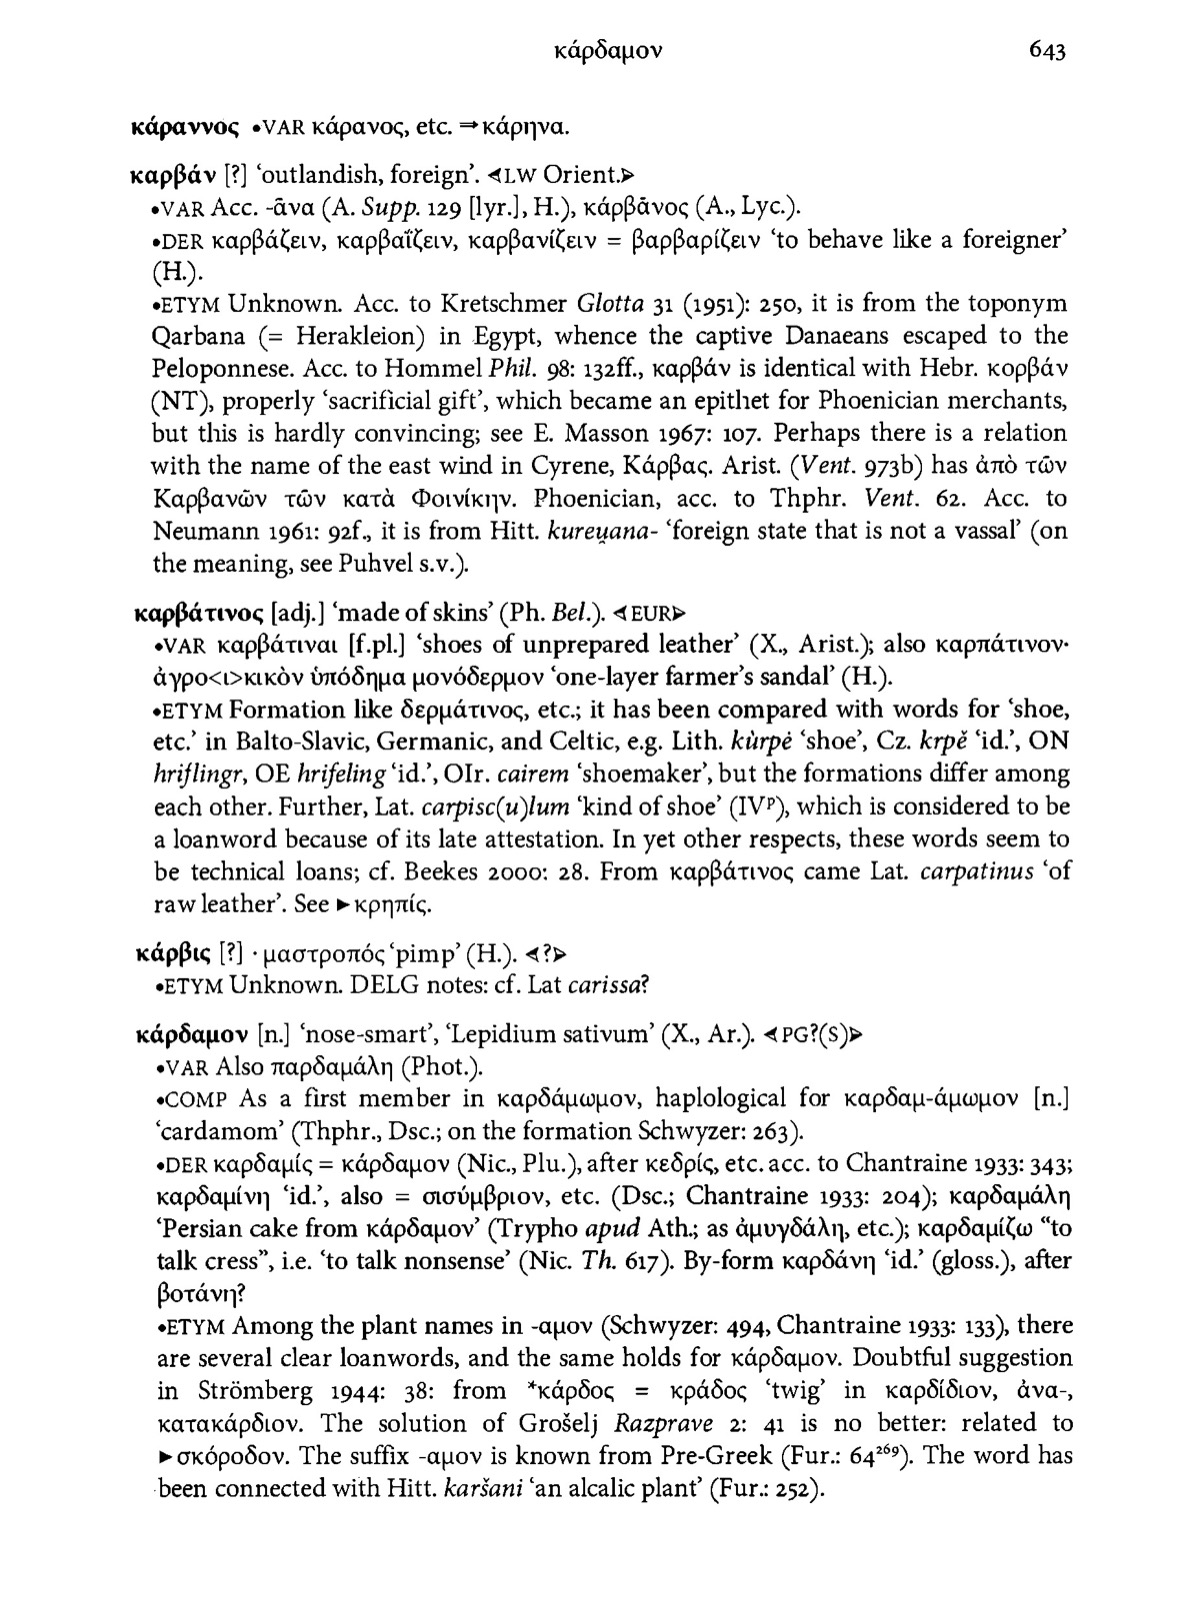 κάρδαμον 643
κάραννος •VAR κάρανος, etc. ⇒κάρηνα.
καρβάν [?] ‘outlandish, foreign’. ⊲LW Orient.⊳
•VAR Acc. -ᾶνα (A. Supp. 129 [lyr.], H.), κάρβᾱνος (A., Lyc.).
•DER καρβάζειν, καρβαΐζειν, καρβανίζειν = βαρβαρίζειν ‘to behave like a foreigner’
(H.).
•ETYM Unknown. Acc. to Kretschmer Glotta 31 (1951): 250, it is from the toponym
Qarbana (= Herakleion) in Egypt, whence the captive Danaeans escaped to the
Peloponnese. Acc. to Hommel Phil. 98: 132ff., καρβάν is identical with Hebr. κορβάν
(NT), properly ‘sacrificial gift’, which became an epithet for Phoenician merchants,
but this is hardly convincing; see E. Masson 1967: 107. Perhaps there is a relation
with the name of the east wind in Cyrene, Κάρβας. Arist. (Vent. 973b) has ἀπὸ τῶν
Καρβανῶν τῶν κατὰ Φοινίκην. Phoenician, acc. to Thphr. Vent. 62. Acc. to
Neumann 1961: 92f., it is from Hitt. kureu̯ana- ‘foreign state that is not a vassal’ (on
the meaning, see Puhvel s.v.).
καρβάτινος [adj.] ‘made of skins’ (Ph. Bel.). ⊲EUR⊳
•VAR καρβάτιναι [f.pl.] ‘shoes of unprepared leather’ (X., Arist.); also καρπάτινον·
ἀγρο<ι>κικὸν ὑπόδημα μονόδερμον ‘one-layer farmer’s sandal’ (H.).
•ETYM Formation like δερμάτινος, etc.; it has been compared with words for ‘shoe,
etc.’ in Balto-Slavic, Germanic, and Celtic, e.g. Lith. kùrpė ‘shoe’, Cz. krpě ‘id.’, ON
hriflingr, OE hrifeling ‘id.’, OIr. cairem ‘shoemaker’, but the formations differ among
each other. Further, Lat. carpisc(u)lum ‘kind of shoe’ (IVᵖ), which is considered to be
a loanword because of its late attestation. In yet other respects, these words seem to
be technical loans; cf. Beekes 2000: 28. From καρβάτινος came Lat. carpatinus ‘of
raw leather’. See ►κρηπίς.
κάρβις [?] · μαστροπός ‘pimp’ (H.). ⊲?⊳
•ETYM Unknown. DELG notes: cf. Lat carissa?
κάρδαμον [n.] ‘nose-smart’, ‘Lepidium sativum’ (X., Ar.). ⊲PG?(S)⊳
•VAR Also παρδαμάλη (Phot.).
•COMP As a first member in καρδάμωμον, haplological for καρδαμ-άμωμον [n.]
‘cardamom’ (Thphr., Dsc.; on the formation Schwyzer: 263).
•DER καρδαμίς = κάρδαμον (Nic., Plu.), after κεδρίς, etc. acc. to Chantraine 1933: 343;
καρδαμίνη ‘id.’, also = σισύμβριον, etc. (Dsc.; Chantraine 1933: 204); καρδαμάλη
‘Persian cake from κάρδαμον’ (Trypho apud Ath.; as ἀμυγδάλη, etc.); καρδαμίζω “to
talk cress”, i.e. ‘to talk nonsense’ (Nic. Th. 617). By-form καρδάνη ‘id.’ (gloss.), after
βοτάνη?
•ETYM Among the plant names in -αμον (Schwyzer: 494, Chantraine 1933: 133), there
are several clear loanwords, and the same holds for κάρδαμον. Doubtful suggestion
in Strömberg 1944: 38: from *κάρδος = κράδος ‘twig’ in καρδίδιον, ἀνα-,
κατακάρδιον. The solution of Grošelj Razprave 2: 41 is no better: related to
►σκόροδον. The suffix -αμον is known from Pre-Greek (Fur.: 64²⁶⁹). The word has
been connected with Hitt. karšani ‘an alcalic plant’ (Fur.: 252).